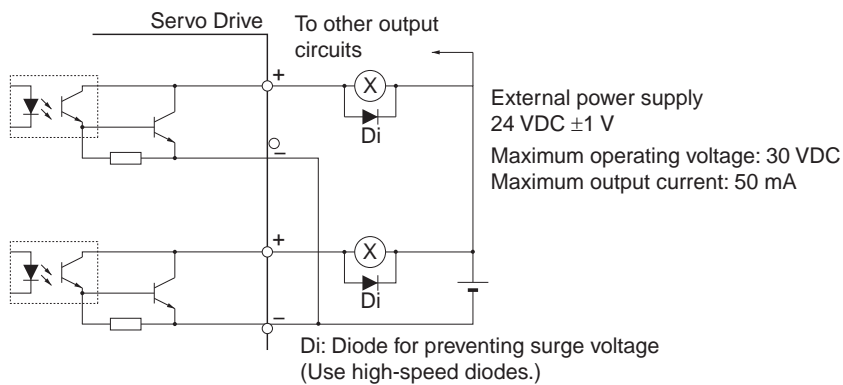 Servo Drive
To other output
circuits
+
X
Di
−
External power supply
24 VDC ±1 V
Maximum operating voltage: 30 VDC
Maximum output current: 50 mA
+
X
Di
−
Di: Diode for preventing surge voltage
(Use high-speed diodes.)